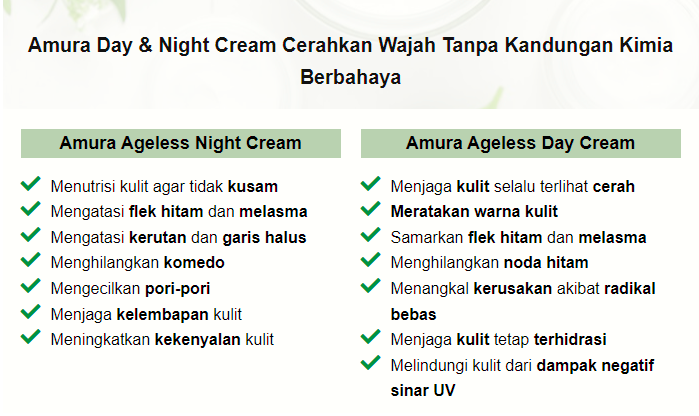 Amura Day & Night Cream Cerahkan Wajah Tanpa Kandungan Kimia
Berbahaya
Amura Ageless Night Cream
Menutrisi kulit agar tidak kusam
Mengatasi flek hitam dan melasma
Mengatasi kerutan dan garis halus
Menghilangkan komedo
Mengecilkan pori-pori
Menjaga kelembapan kulit
Meningkatkan kekenyalan kulit
Amura Ageless Day Cream
Menjaga kulit selalu terlihat cerah
Meratakan warna kulit
Samarkan flek hitam dan melasma
Menghilangkan noda hitam
Menangkal kerusakan akibat radikal
bebas
Menjaga kulit tetap terhidrasi
Melindungi kulit dari dampak negatif
sinar UV